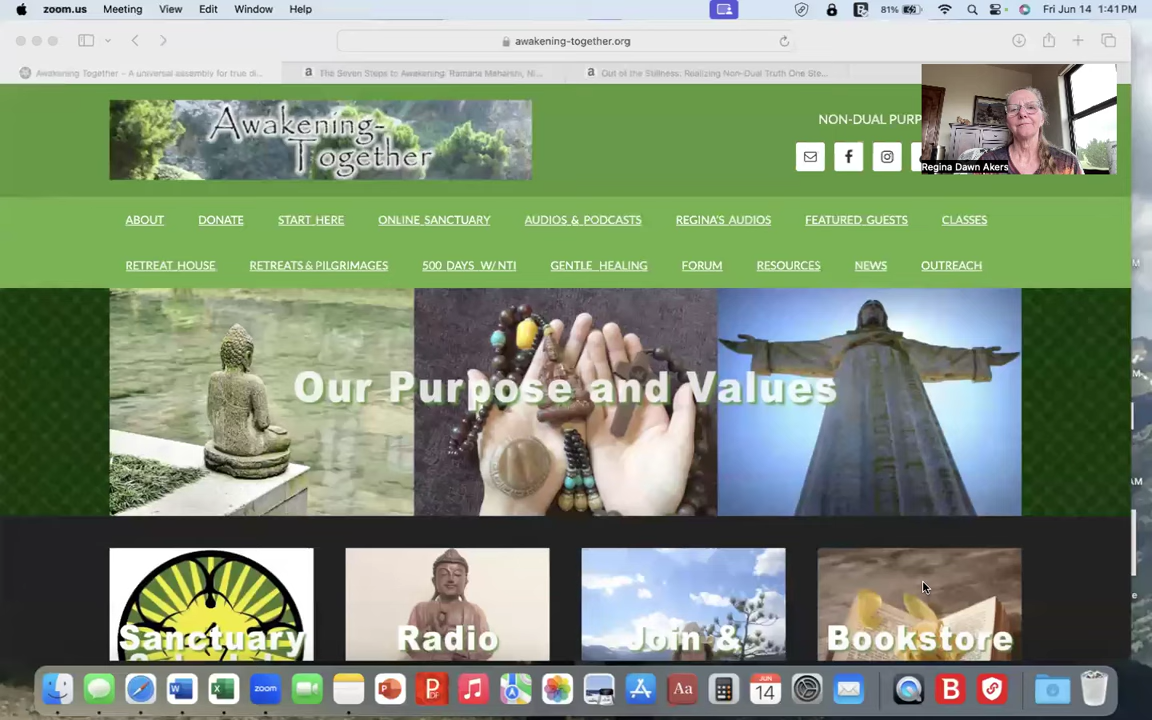 zoom.us Meeting View Edit Window Help 81% Fri Jun 14 1:41 PM
awakening-together.org
Awakening Together – A universal assembly for true di...
The Seven Steps to Awakening: Ramana Meharshi, Ni...
Out of the Stillness: Realizing Non-Dual Truth One Ste...
Awakening-
Together
NON-DUAL PURP
Regina Dawn Akers
ABOUT DONATE START HERE ONLINE SANCTUARY AUDIOS & PODCASTS REGINA'S AUDIOS FEATURED GUESTS CLASSES
RETREAT HOUSE RETREATS & PILGRIMAGES 500 DAYS W/ NTI GENTLE HEALING FORUM RESOURCES NEWS OUTREACH
Our Purpose and Values
Sanctuary Radio Join & Bookstore
JUN
14